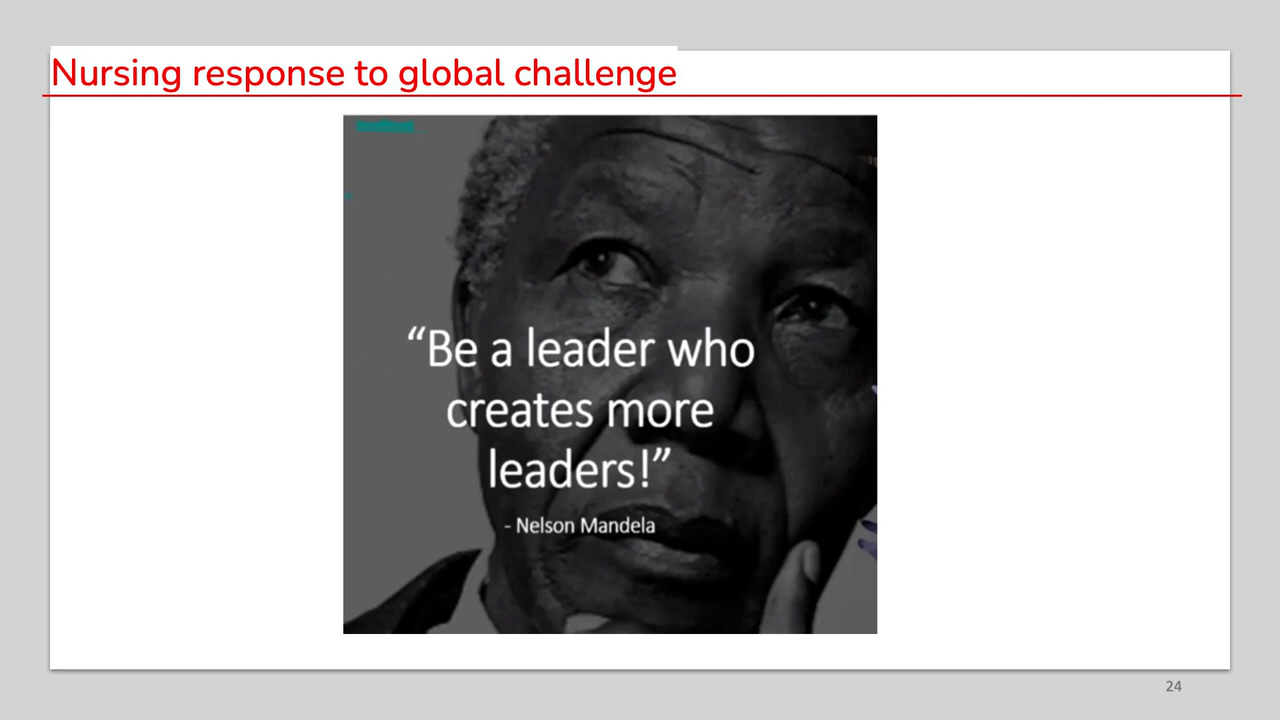 Nursing response to global challenge
“Be a leader who
creates more
leaders!”
- Nelson Mandela
24